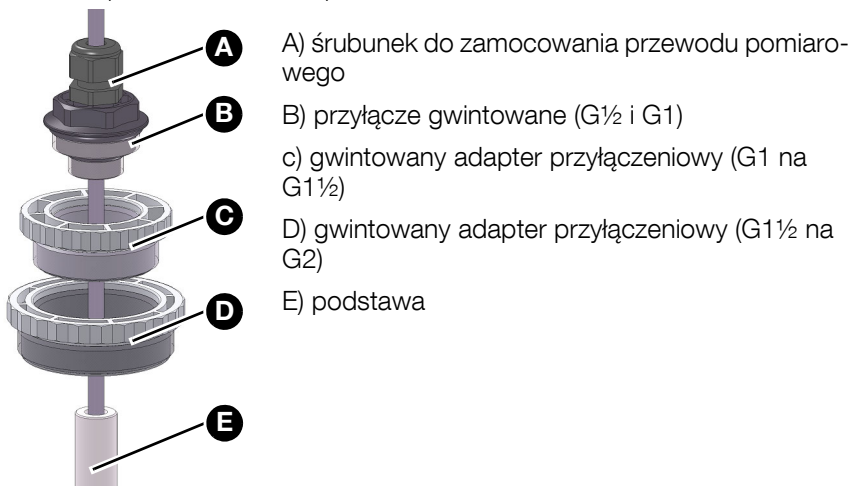 A
A) śrubunek do zamocowania przewodu pomiaro-
wego
B
B) przyłącze gwintowane (G½ i G1)
c) gwintowany adapter przyłączeniowy (G1 na
G1½)
C
D) gwintowany adapter przyłączeniowy (G1½ na
G2)
E) podstawa
D
E